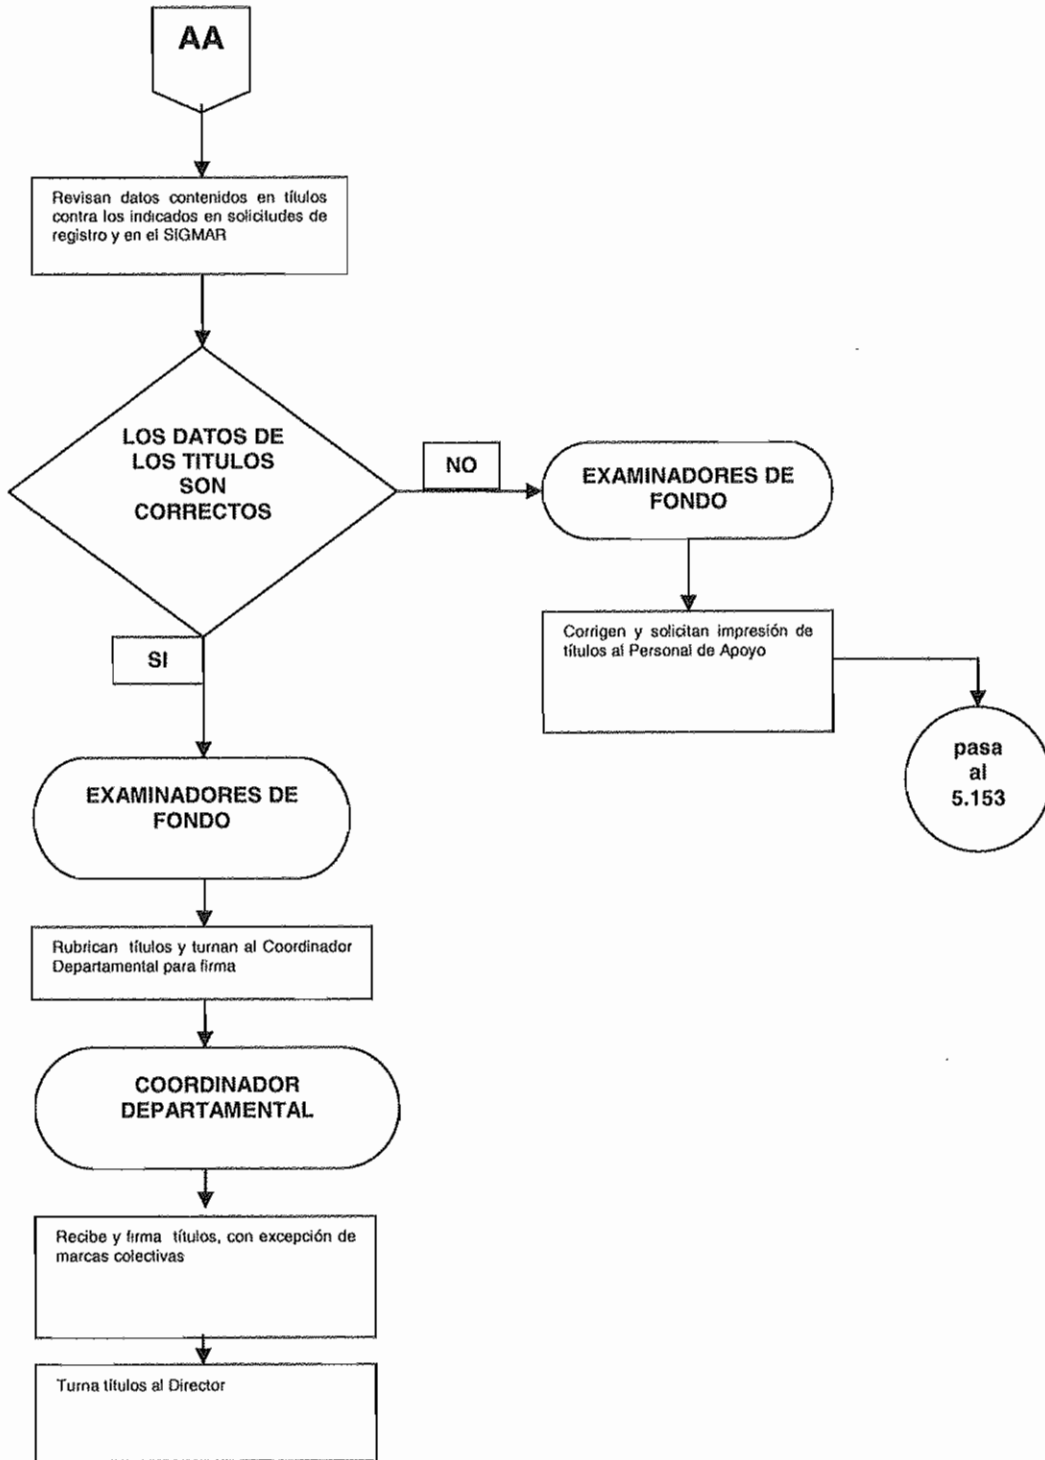 AA
Revisan datos contenidos en títulos
contra los indicados en solicitudes de
registro y en el SIGMAR
LOS DATOS DE
LOS TITULOS
SON
CORRECTOS
NO
EXAMINADORES DE
FONDO
Corrigen y solicitan impresión de
títulos al Personal de Apoyo
pasa
al
5.153
SI
EXAMINADORES DE
FONDO
Rubrican títulos y turnan al Coordinador
Departamental para firma
COORDINADOR
DEPARTAMENTAL
Recibe y firma títulos, con excepción de
marcas colectivas
Turna títulos al Director